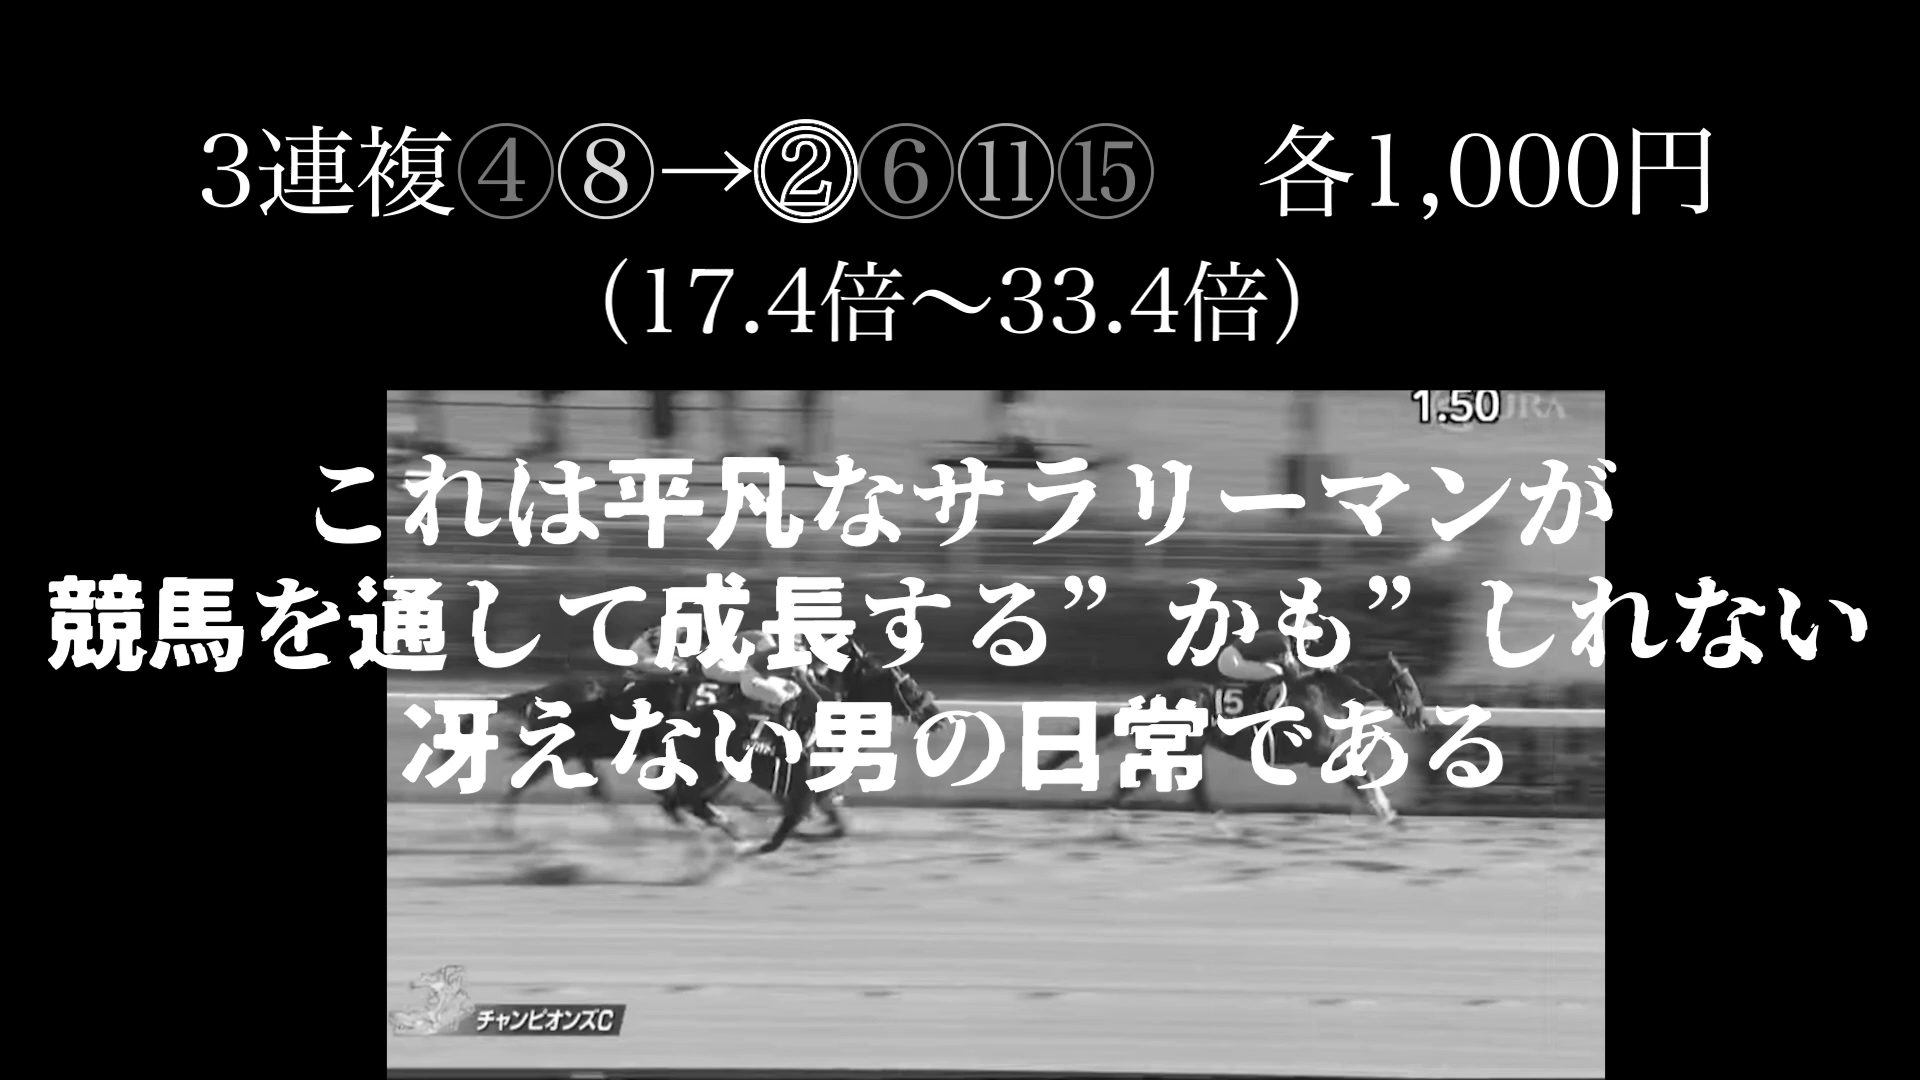 3連複④⑧→②⑥⑪⑮　各1,000円
（17.4倍～33.4倍）
1.50 JRA
これは平凡なサラリーマンが
競馬を通して成長する”かも”しれない
5 15
冴えない男の日常である
チャンピオンズC